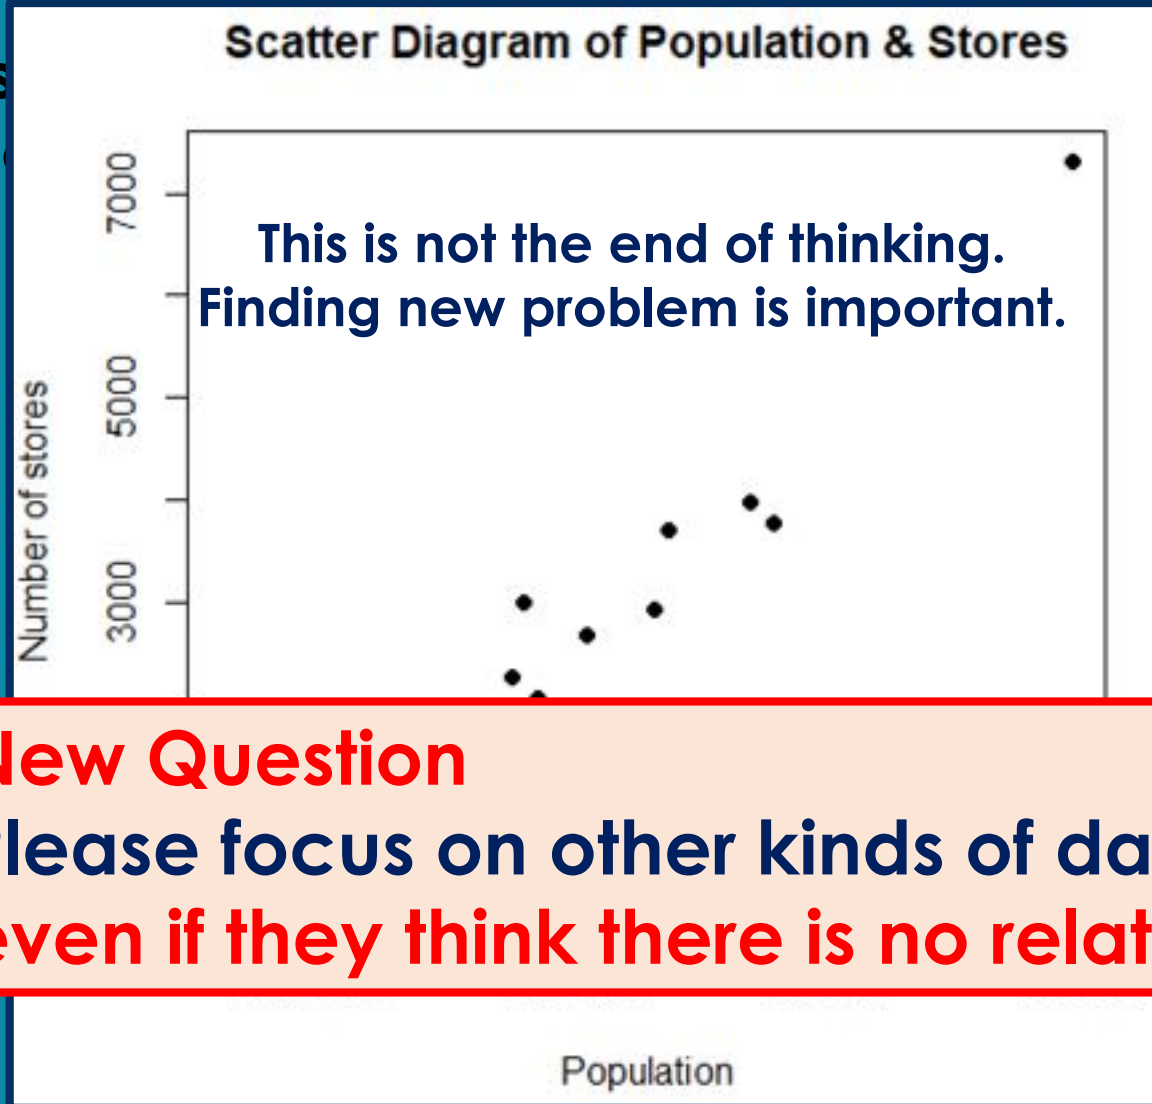 Scatter Diagram of Population & Stores
7000
This is not the end of thinking.
Finding new problem is important.
5000
Number of stores
3000
New Question
lease focus on other kinds of da
even if they think there is no relat
Population